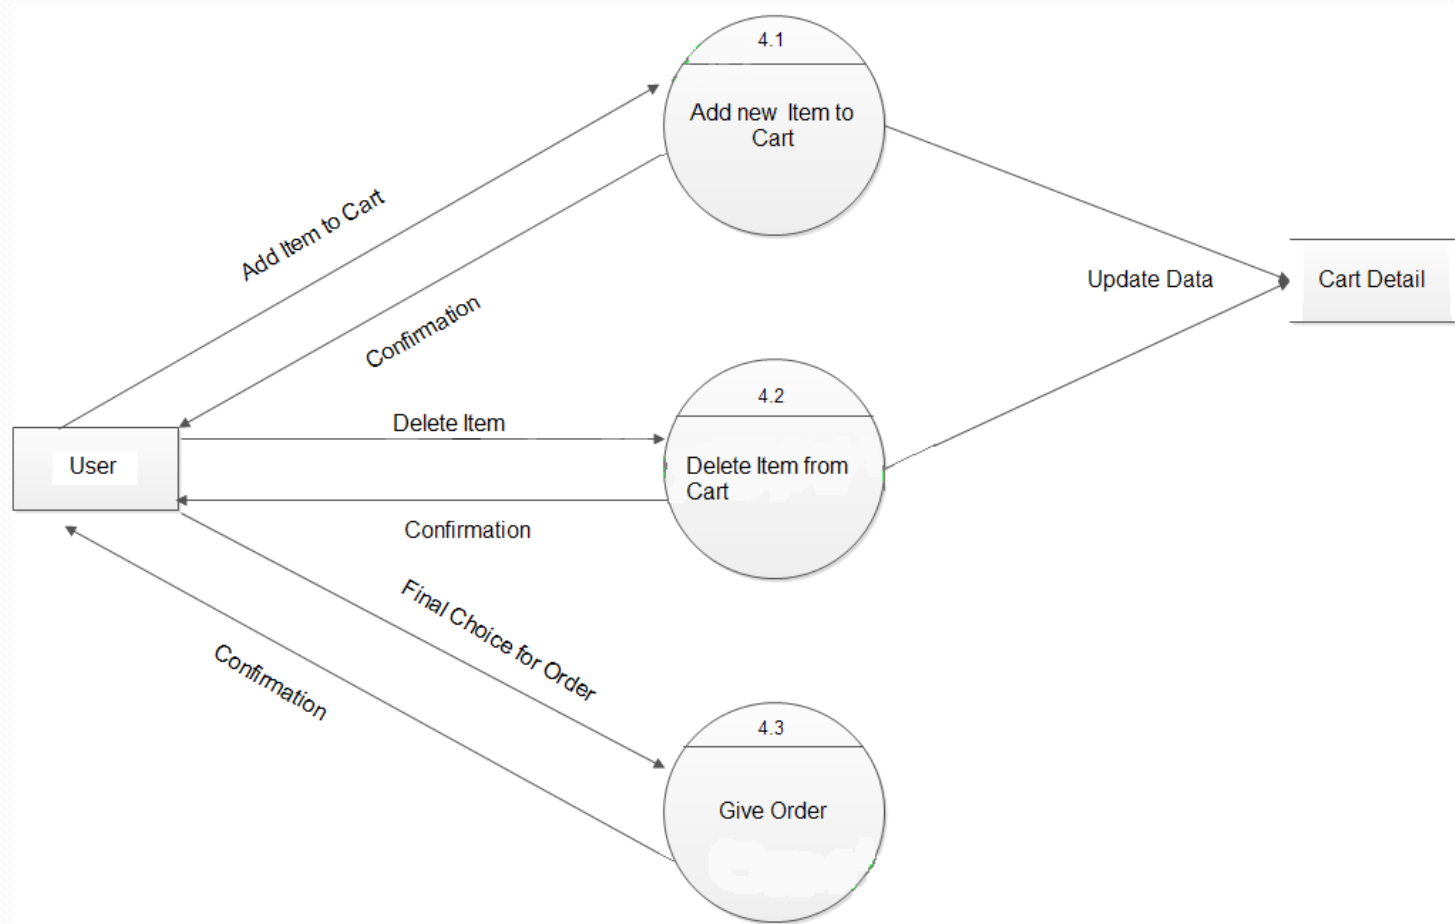 4.1
Add new Item to
Cart
Add Item to Cart
Confirmation
Update Data
Cart Detail
User
Delete Item
4.2
Delete Item from
Cart
Confirmation
Final Choice for Order
Confirmation
4.3
Give Order